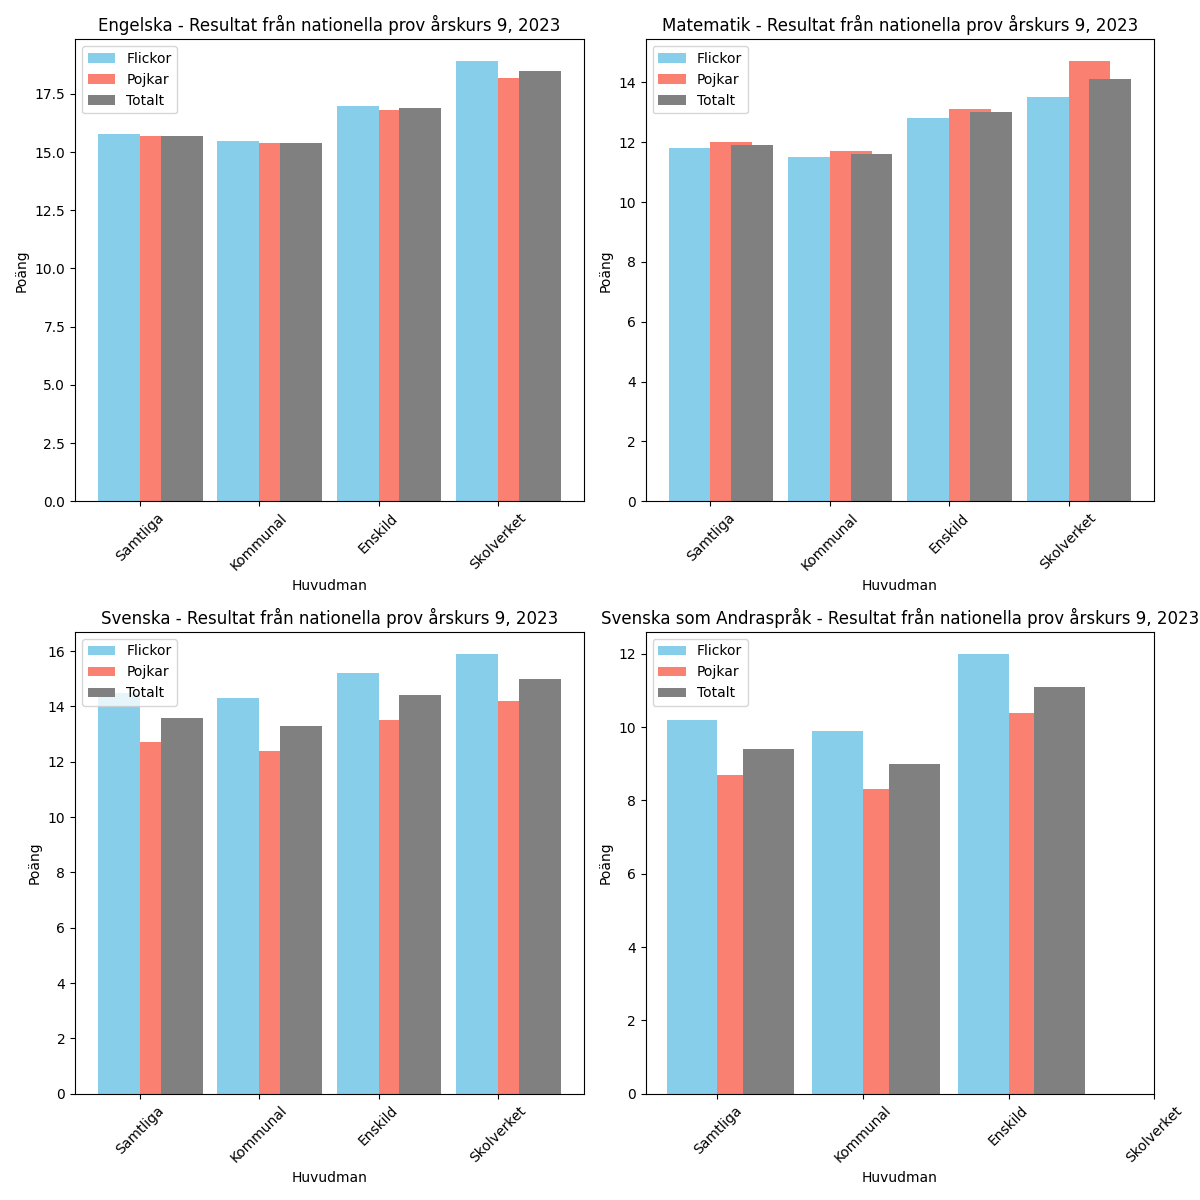 Engelska - Resultat från nationella prov årskurs 9, 2023
Flickor
Pojkar
Totalt
17.5
15.0
12.5
10.0
7.5
5.0
2.5
0.0
Poäng
Samtliga
Kommunal
Enskild
Skolverket
Huvudman
Matematik - Resultat från nationella prov årskurs 9, 2023
Flickor
Pojkar
Totalt
14
12
10
8
6
4
2
0
Poäng
Samtliga
Kommunal
Enskild
Skolverket
Huvudman
Svenska - Resultat från nationella prov årskurs 9, 2023
Flickor
Pojkar
Totalt
16
14
12
10
8
6
4
2
0
Poäng
Samtliga
Kommunal
Enskild
Skolverket
Huvudman
Svenska som Andraspråk - Resultat från nationella prov årskurs 9, 2023
Flickor
Pojkar
Totalt
12
10
8
6
4
2
0
Poäng
Samtliga
Kommunal
Enskild
Skolverket
Huvudman